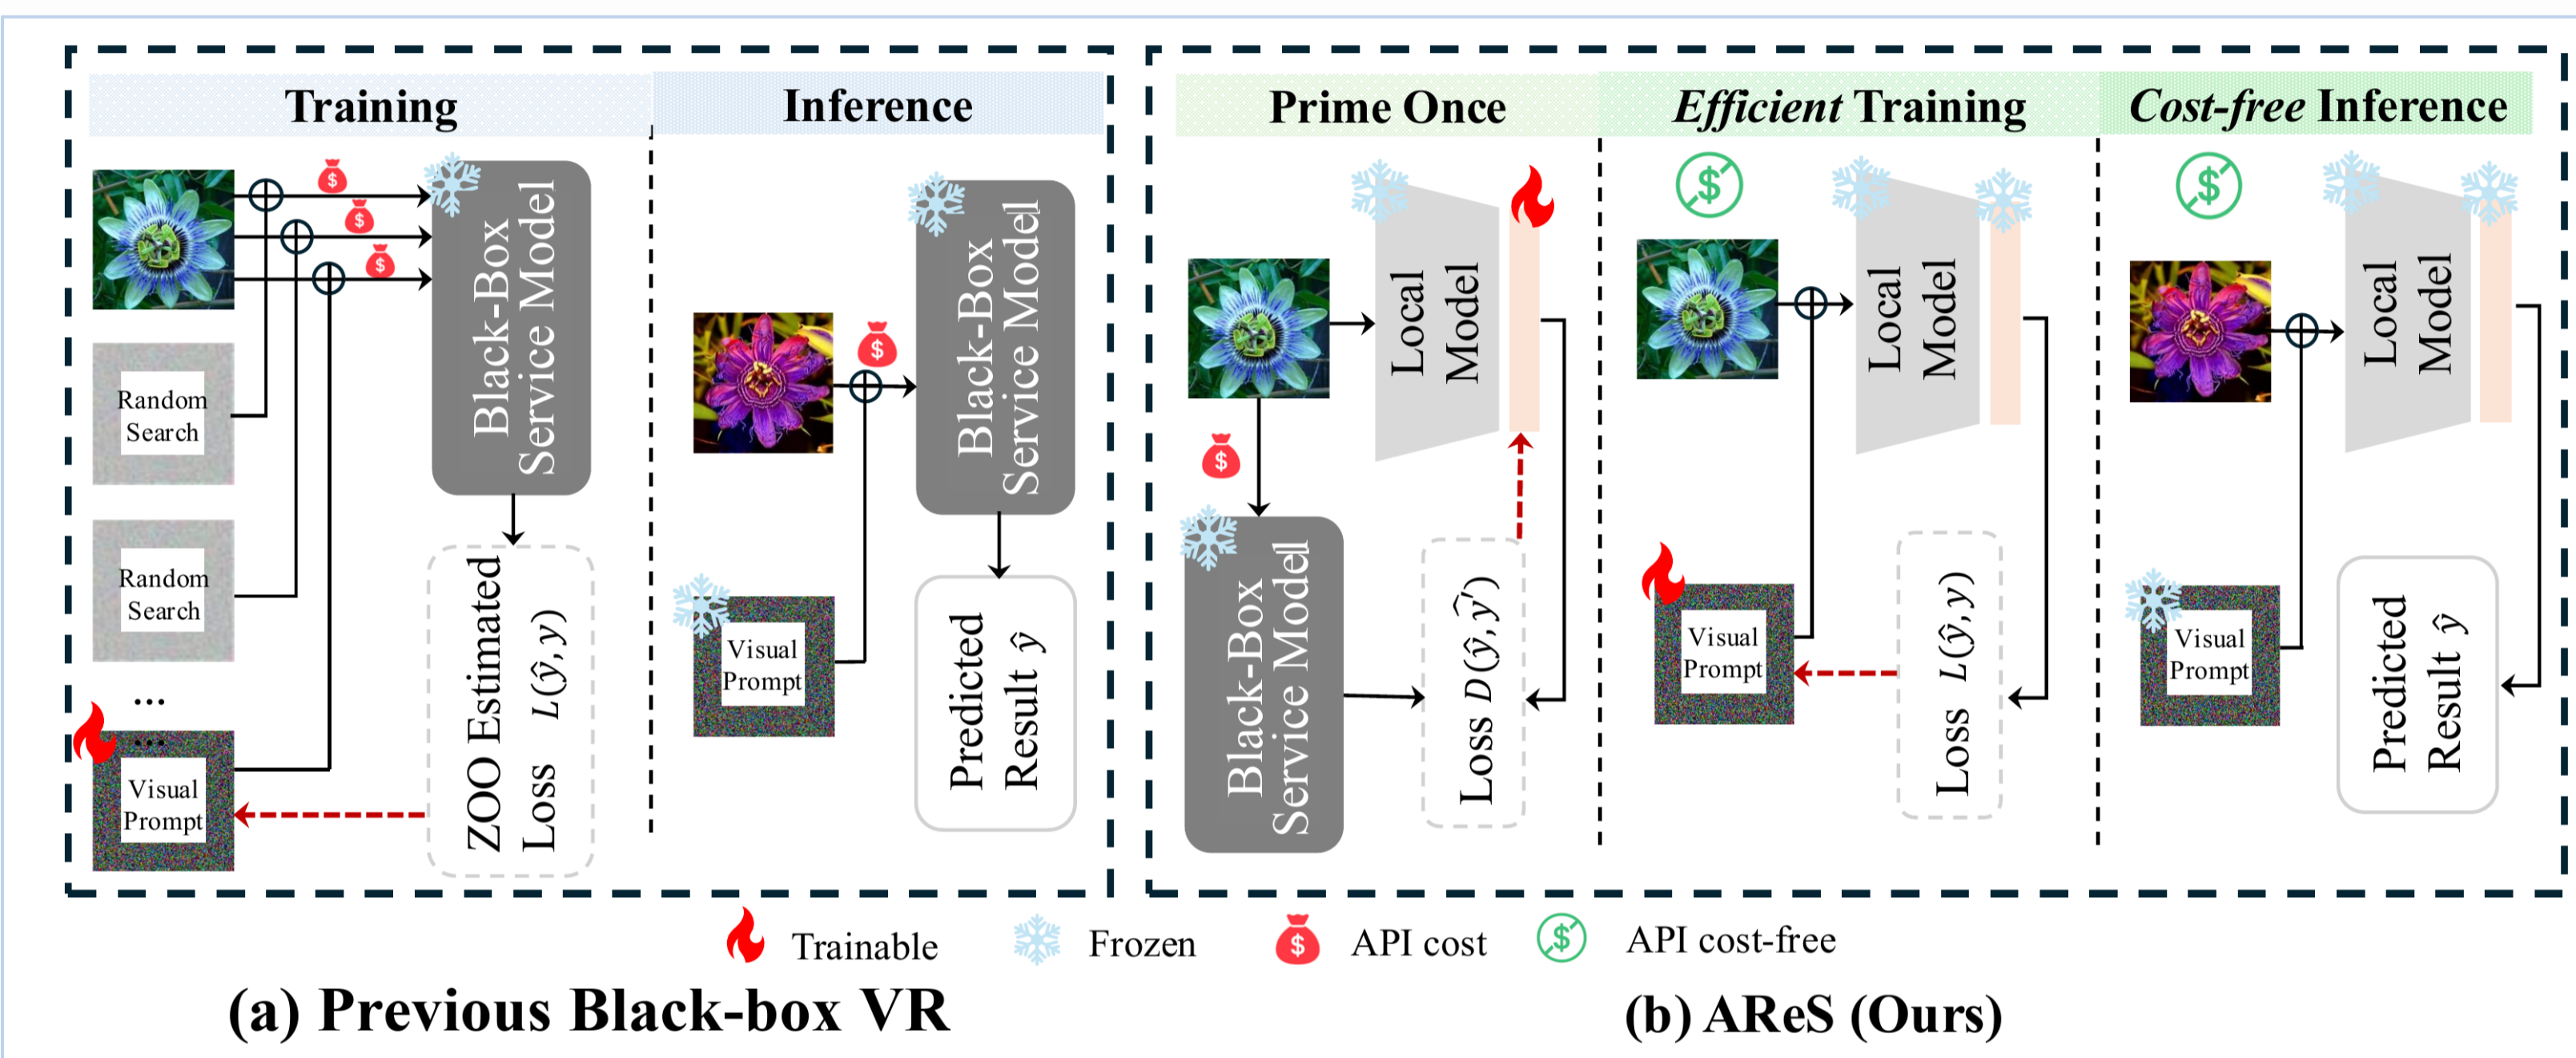 Training
Inference
Random
Search
Random
Search
...
...
Visual
Prompt
Black-Box
Service Model
ZOO Estimated
Loss L(ŷ,y)
Visual
Prompt
Black-Box
Service Model
Predicted
Result ŷ
Prime Once
Efficient Training
Cost-free Inference
Local
Model
Black-Box
Service Model
Loss D(ŷ,ŷ')
Local
Model
Visual
Prompt
Loss L(ŷ,y)
Local
Model
Visual
Prompt
Predicted
Result ŷ
Trainable
Frozen
API cost
API cost-free
(a) Previous Black-box VR
(b) AReS (Ours)